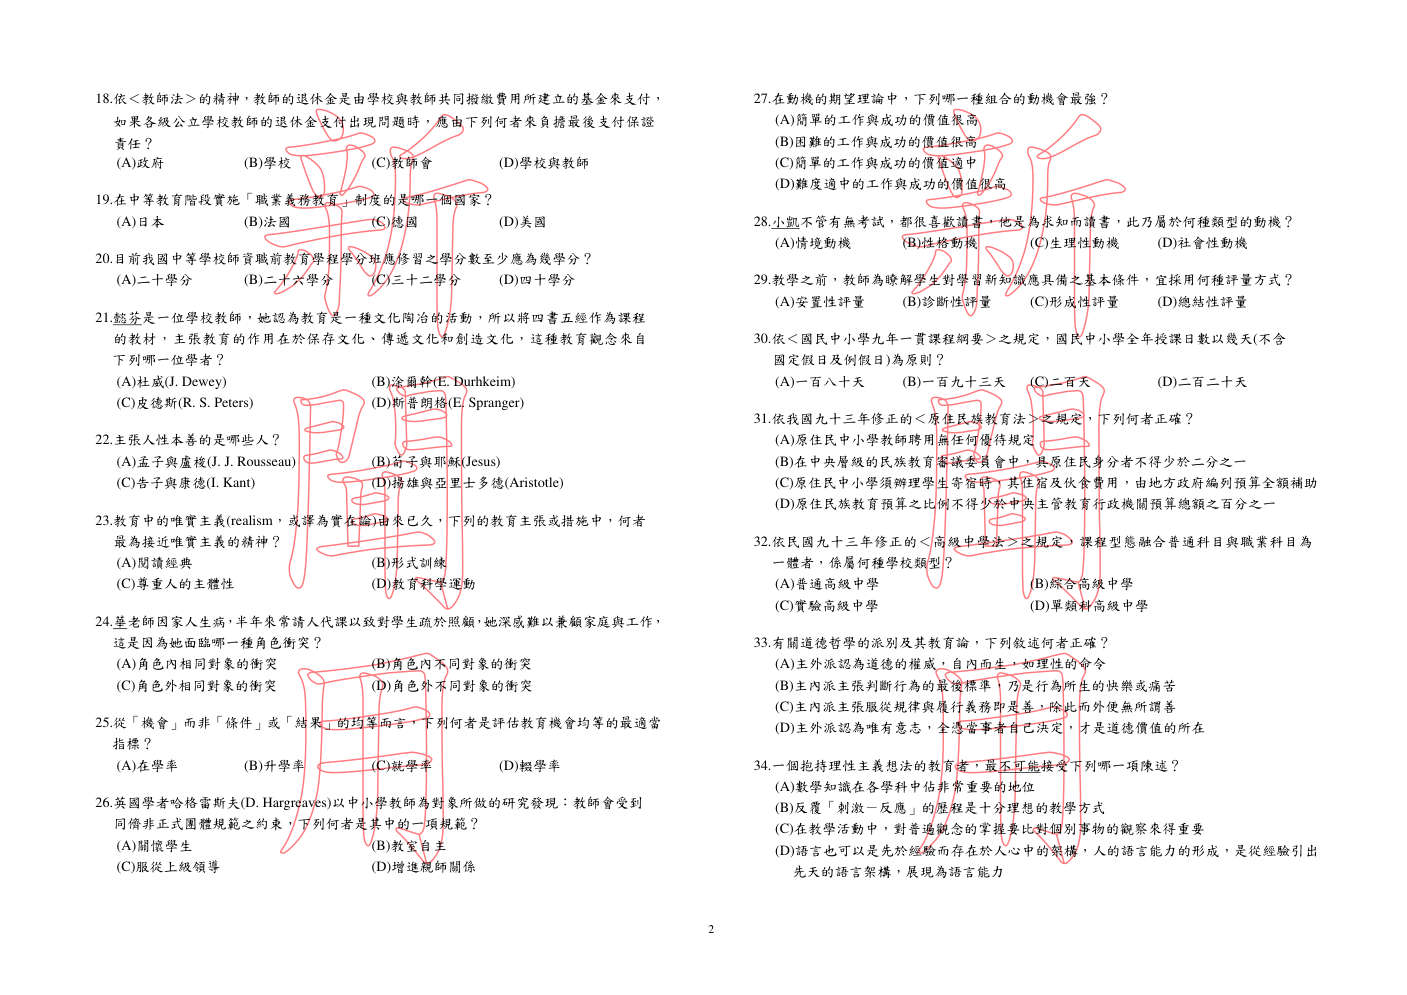 18.依＜教師法＞的精神，教師的退休金是由學校與教師共同撥繳費用所建立的基金來支付，
如果各級公立學校教師的退休金支付出現問題時，應由下列何者來負擔最後支付保證
責任？
(A)政府 (B)學校 (C)教師會 (D)學校與教師
19.在中等教育階段實施「職業義務教育」制度的是哪一個國家？
(A)日本 (B)法國 (C)德國 (D)美國
20.目前我國中等學校師資職前教育學程學分班應修習之學分數至少應為幾學分？
(A)二十學分 (B)二十六學分 (C)三十二學分 (D)四十學分
21.懿芬是一位學校教師，她認為教育是一種文化陶冶的活動，所以將四書五經作為課程
的教材，主張教育的作用在於保存文化、傳遞文化和創造文化，這種教育觀念來自
下列哪一位學者？
(A)杜威(J. Dewey) (B)涂爾幹(E. Durhkeim)
(C)皮德斯(R. S. Peters) (D)斯普朗格(E. Spranger)
22.主張人性本善的是哪些人？
(A)孟子與盧梭(J. J. Rousseau) (B)荀子與耶穌(Jesus)
(C)告子與康德(I. Kant) (D)揚雄與亞里士多德(Aristotle)
23.教育中的唯實主義(realism，或譯為實在論)由來已久，下列的教育主張或措施中，何者
最為接近唯實主義的精神？
(A)閱讀經典 (B)形式訓練
(C)尊重人的主體性 (D)教育科學運動
24.華老師因家人生病，半年來常請人代課以致對學生疏於照顧，她深感難以兼顧家庭與工作，
這是因為她面臨哪一種角色衝突？
(A)角色內相同對象的衝突 (B)角色內不同對象的衝突
(C)角色外相同對象的衝突 (D)角色外不同對象的衝突
25.從「機會」而非「條件」或「結果」的均等而言，下列何者是評估教育機會均等的最適當
指標？
(A)在學率 (B)升學率 (C)就學率 (D)輟學率
26.英國學者哈格雷斯夫(D. Hargreaves)以中小學教師為對象所做的研究發現：教師會受到
同儕非正式團體規範之約束，下列何者是其中的一項規範？
(A)關懷學生 (B)教室自主
(C)服從上級領導 (D)增進親師關係
27.在動機的期望理論中，下列哪一種組合的動機會最強？
(A)簡單的工作與成功的價值很高
(B)困難的工作與成功的價值很高
(C)簡單的工作與成功的價值適中
(D)難度適中的工作與成功的價值很高
28.小凱不管有無考試，都很喜歡讀書，他是為求知而讀書，此乃屬於何種類型的動機？
(A)情境動機 (B)性格動機 (C)生理性動機 (D)社會性動機
29.教學之前，教師為瞭解學生對學習新知識應具備之基本條件，宜採用何種評量方式？
(A)安置性評量 (B)診斷性評量 (C)形成性評量 (D)總結性評量
30.依＜國民中小學九年一貫課程綱要＞之規定，國民中小學全年授課日數以幾天(不含
國定假日及例假日)為原則？
(A)一百八十天 (B)一百九十三天 (C)二百天 (D)二百二十天
31.依我國九十三年修正的＜原住民族教育法＞之規定，下列何者正確？
(A)原住民中小學教師聘用無任何優待規定
(B)在中央層級的民族教育審議委員會中，具原住民身分者不得少於二分之一
(C)原住民中小學須辦理學生寄宿時，其住宿及伙食費用，由地方政府編列預算全額補助
(D)原住民族教育預算之比例不得少於中央主管教育行政機關預算總額之百分之一
32.依民國九十三年修正的＜高級中學法＞之規定，課程型態融合普通科目與職業科目為
一體者，係屬何種學校類型？
(A)普通高級中學 (B)綜合高級中學
(C)實驗高級中學 (D)單類科高級中學
33.有關道德哲學的派別及其教育論，下列敘述何者正確？
(A)主外派認為道德的權威，自內而生，如理性的命令
(B)主內派主張判斷行為的最後標準，乃是行為所生的快樂或痛苦
(C)主內派主張服從規律與履行義務即是善，除此而外便無所謂善
(D)主外派認為唯有意志，全憑當事者自己決定，才是道德價值的所在
34.一個抱持理性主義想法的教育者，最不可能接受下列哪一項陳述？
(A)數學知識在各學科中佔非常重要的地位
(B)反覆「刺激－反應」的歷程是十分理想的教學方式
(C)在教學活動中，對普遍觀念的掌握要比對個別事物的觀察來得重要
(D)語言也可以是先於經驗而存在於人心中的架構，人的語言能力的形成，是從經驗引出
先天的語言架構，展現為語言能力
新聞用
新聞用
2